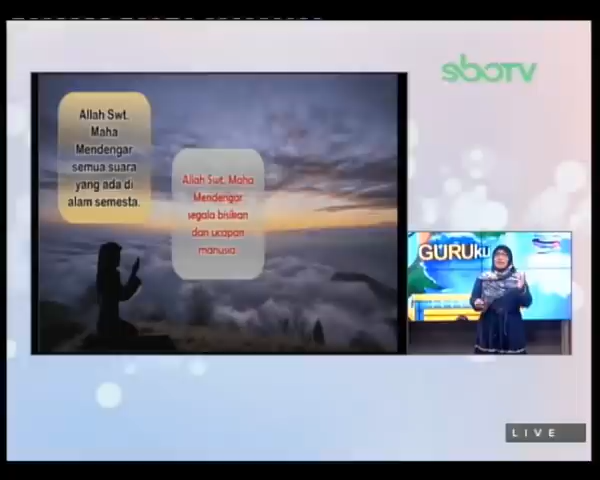 sboTV
Allah Swt.
Maha
Mendengar
semua suara
yang ada di
alam semesta.
Allah Swt. Maha
Mendengar
segala bisikan
dan ucapan
manusia.
GURUku
LIVE